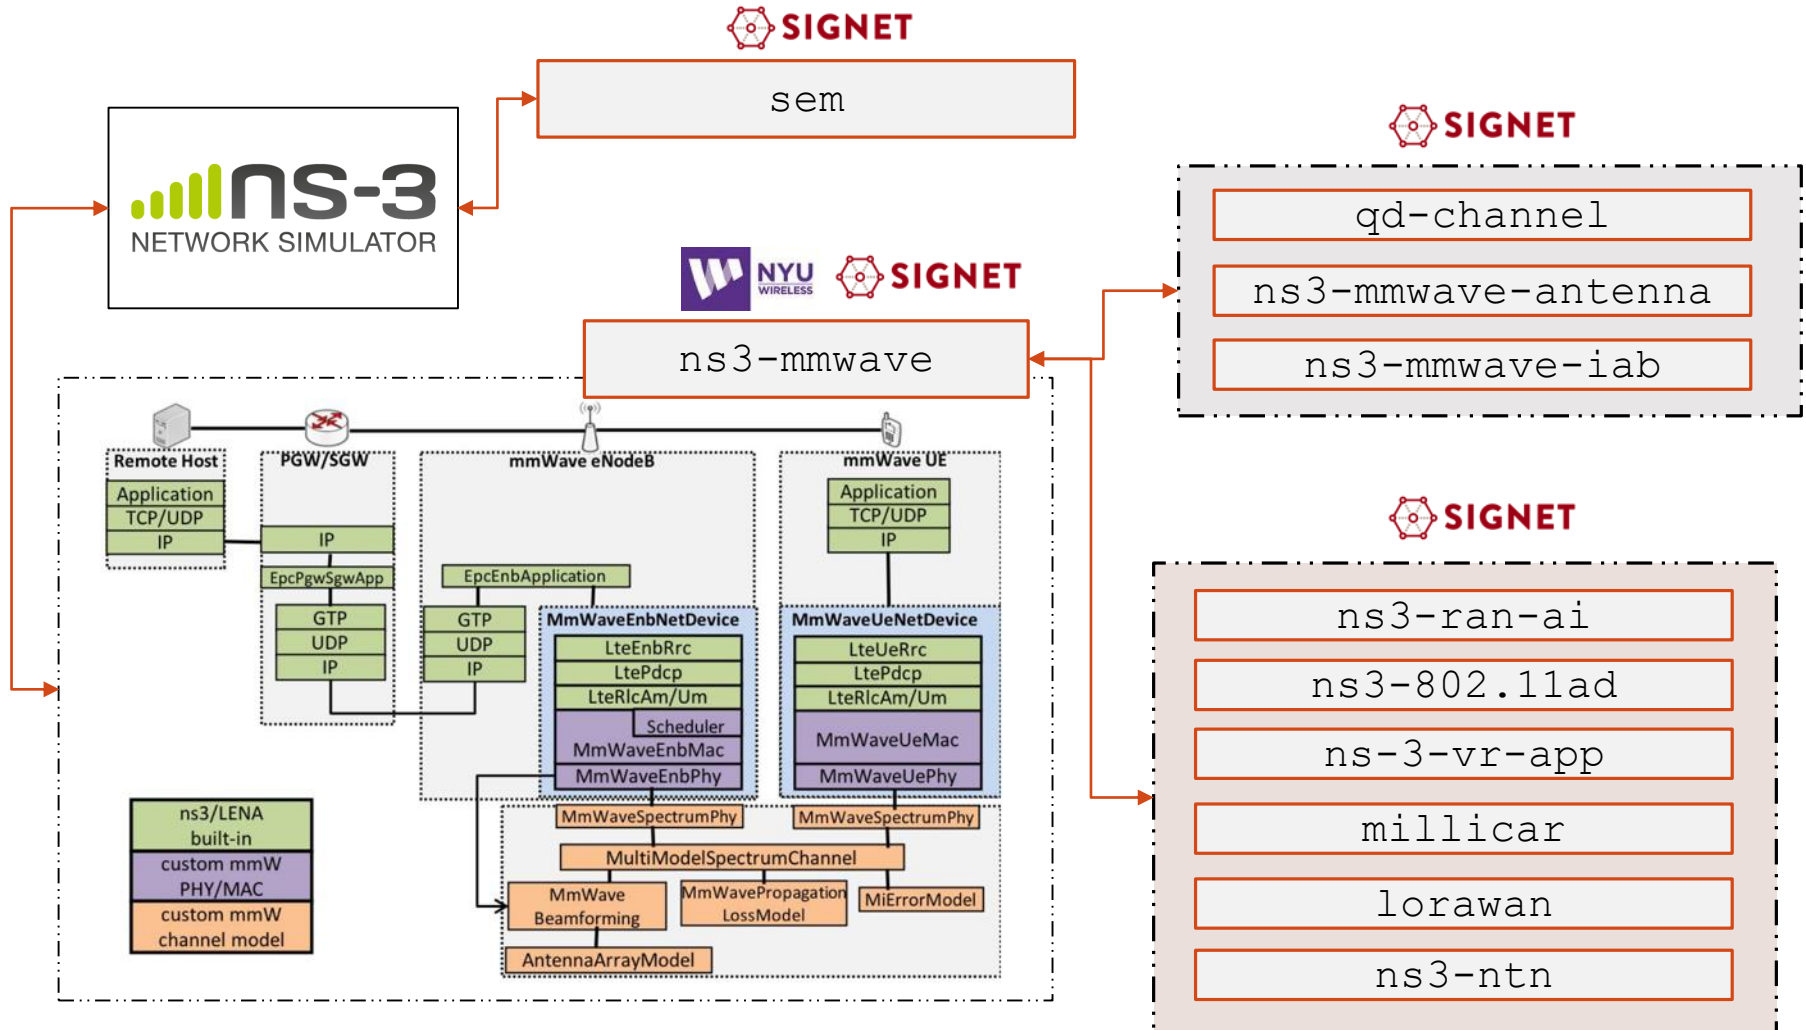 SIGNET
sem
ns-3
NETWORK SIMULATOR
NYU
WIRELESS
SIGNET
ns3-mmwave
SIGNET
qd-channel
ns3-mmwave-antenna
ns3-mmwave-iab
SIGNET
ns3-ran-ai
ns3-802.11ad
ns-3-vr-app
millicar
lorawan
ns3-ntn
Remote Host
Application
TCP/UDP
IP
PGW/SGW
IP
EpcPgwSgwApp
GTP
UDP
IP
mmWave eNodeB
EpcEnbApplication
GTP
UDP
IP
MmWaveEnbNetDevice
LteEnbRrc
LtePdcp
LteRlcAm/Um
Scheduler
MmWaveEnbMac
MmWaveEnbPhy
mmWave UE
Application
TCP/UDP
IP
MmWaveUeNetDevice
LteUeRrc
LtePdcp
LteRlcAm/Um
MmWaveUeMac
MmWaveUePhy
MmWaveSpectrumPhy
MmWaveSpectrumPhy
MultiModelSpectrumChannel
MmWave
Beamforming
MmWavePropagation
LossModel
MiErrorModel
AntennaArrayModel
ns3/LENA
built-in
custom mmW
PHY/MAC
custom mmW
channel model